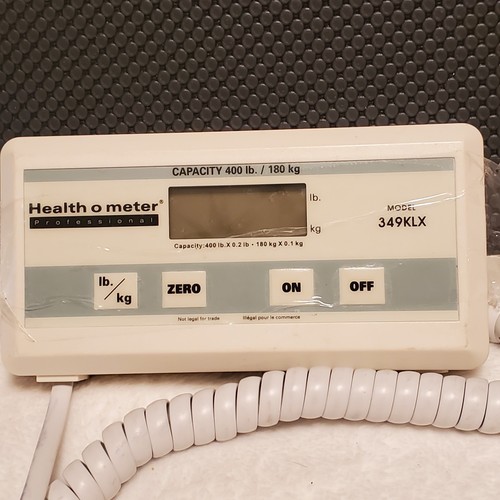 CAPACITY 400 lb. / 180 kg
Health o meter®
Professional
lb.
kg
MODEL
349KLX
Capacity:400 lb.X 0.2 lb - 180 kg X 0.1 kg
lb./kg
ZERO
ON
OFF
Not legal for trade
Illégal pour le commerce